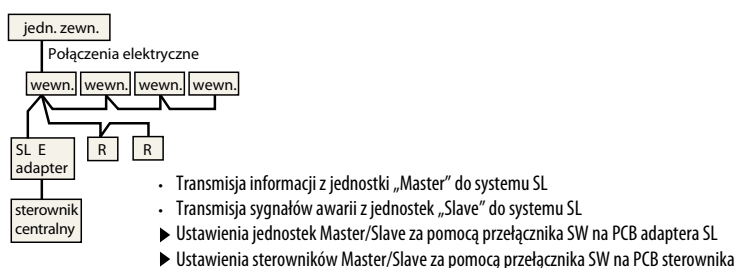 jedn. zewn.
Połączenia elektryczne
wewn. wewn. wewn. wewn.
SL E
adapter
R R
sterownik
centralny
• Transmisja informacji z jednostki „Master” do systemu SL
• Transmisja sygnałów awarii z jednostek „Slave” do systemu SL
▶ Ustawienia jednostek Master/Slave za pomocą przełącznika SW na PCB adaptera SL
▶ Ustawienia sterowników Master/Slave za pomocą przełącznika SW na PCB sterownika